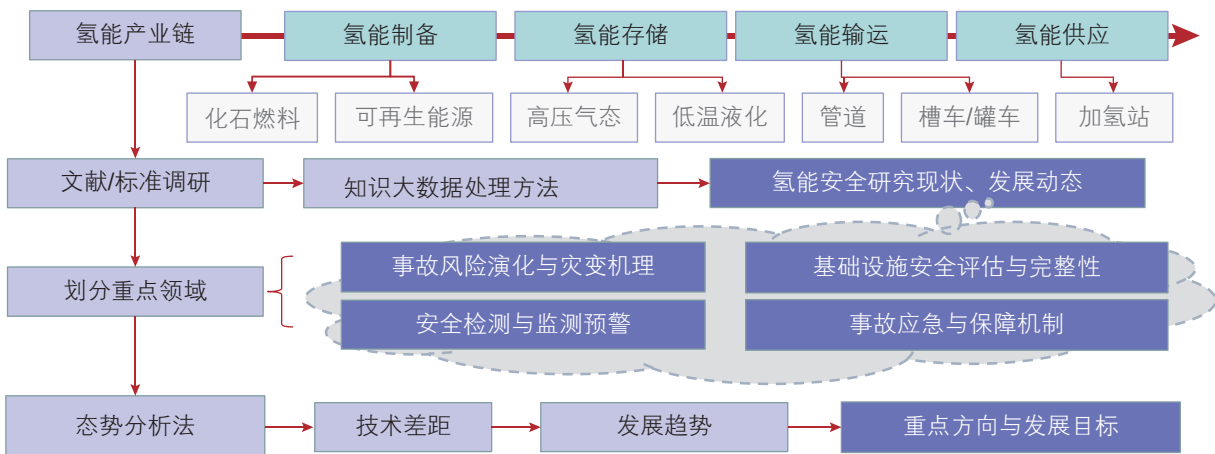 氢能产业链
氢能制备
氢能存储
氢能输运
氢能供应
化石燃料
可再生能源
高压气态
低温液化
管道
槽车/罐车
加氢站
文献/标准调研
知识大数据处理方法
氢能安全研究现状、发展动态
划分重点领域
事故风险演化与灾变机理
基础设施安全评估与完整性
安全检测与监测预警
事故应急与保障机制
态势分析法
技术差距
发展趋势
重点方向与发展目标